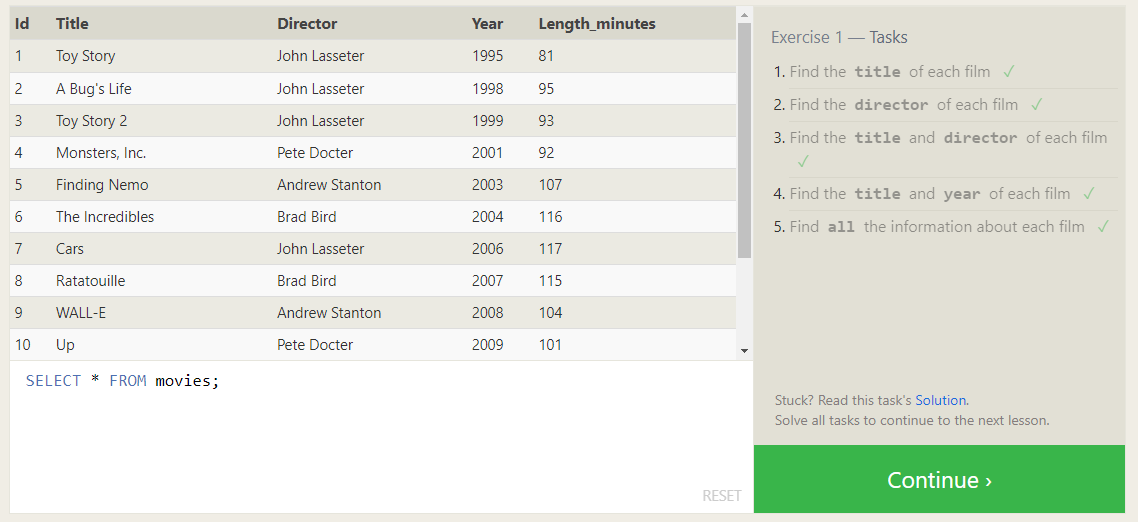 Id Title Director Year Length_minutes
1 Toy Story John Lasseter 1995 81
2 A Bug's Life John Lasseter 1998 95
3 Toy Story 2 John Lasseter 1999 93
4 Monsters, Inc. Pete Docter 2001 92
5 Finding Nemo Andrew Stanton 2003 107
6 The Incredibles Brad Bird 2004 116
7 Cars John Lasseter 2006 117
8 Ratatouille Brad Bird 2007 115
9 WALL-E Andrew Stanton 2008 104
10 Up Pete Docter 2009 101
SELECT * FROM movies;
RESET
Exercise 1 — Tasks
1. Find the title of each film ✓
2. Find the director of each film ✓
3. Find the title and director of each film
✓
4. Find the title and year of each film ✓
5. Find all the information about each film ✓
Stuck? Read this task's Solution.
Solve all tasks to continue to the next lesson.
Continue ›